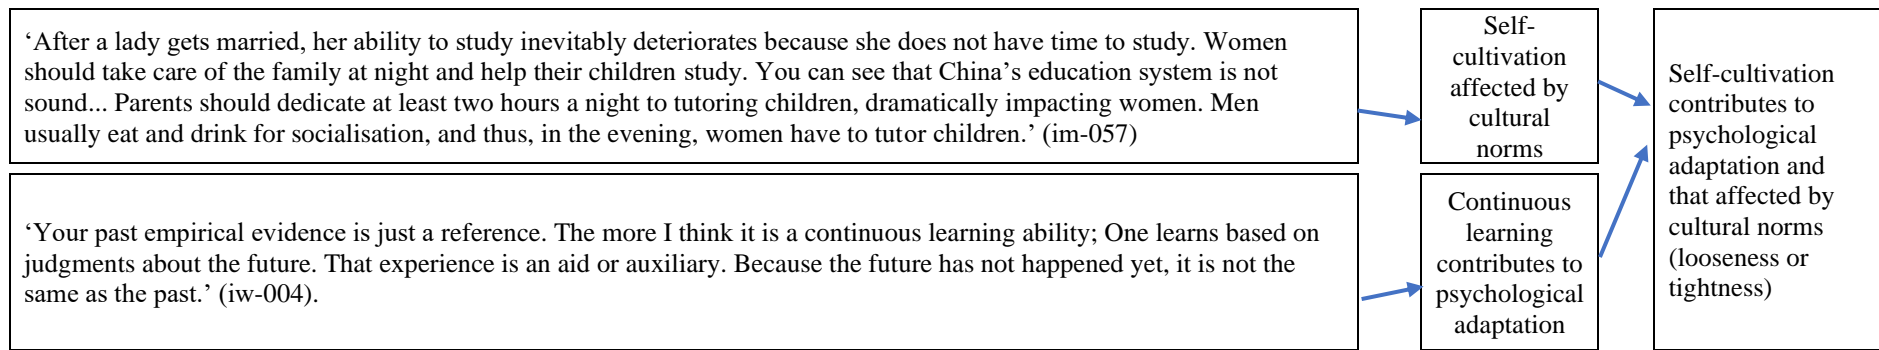 ‘After a lady gets married, her ability to study inevitably deteriorates because she does not have time to study. Women
should take care of the family at night and help their children study. You can see that China’s education system is not
sound... Parents should dedicate at least two hours a night to tutoring children, dramatically impacting women. Men
usually eat and drink for socialisation, and thus, in the evening, women have to tutor children.’ (im-057)
Self-
cultivation
affected by
cultural
norms
‘Your past empirical evidence is just a reference. The more I think it is a continuous learning ability; One learns based on
judgments about the future. That experience is an aid or auxiliary. Because the future has not happened yet, it is not the
same as the past.’ (iw-004).
Continuous
learning
contributes to
psychological
adaptation
Self-cultivation
contributes to
psychological
adaptation and
that affected by
cultural norms
(looseness or
tightness)